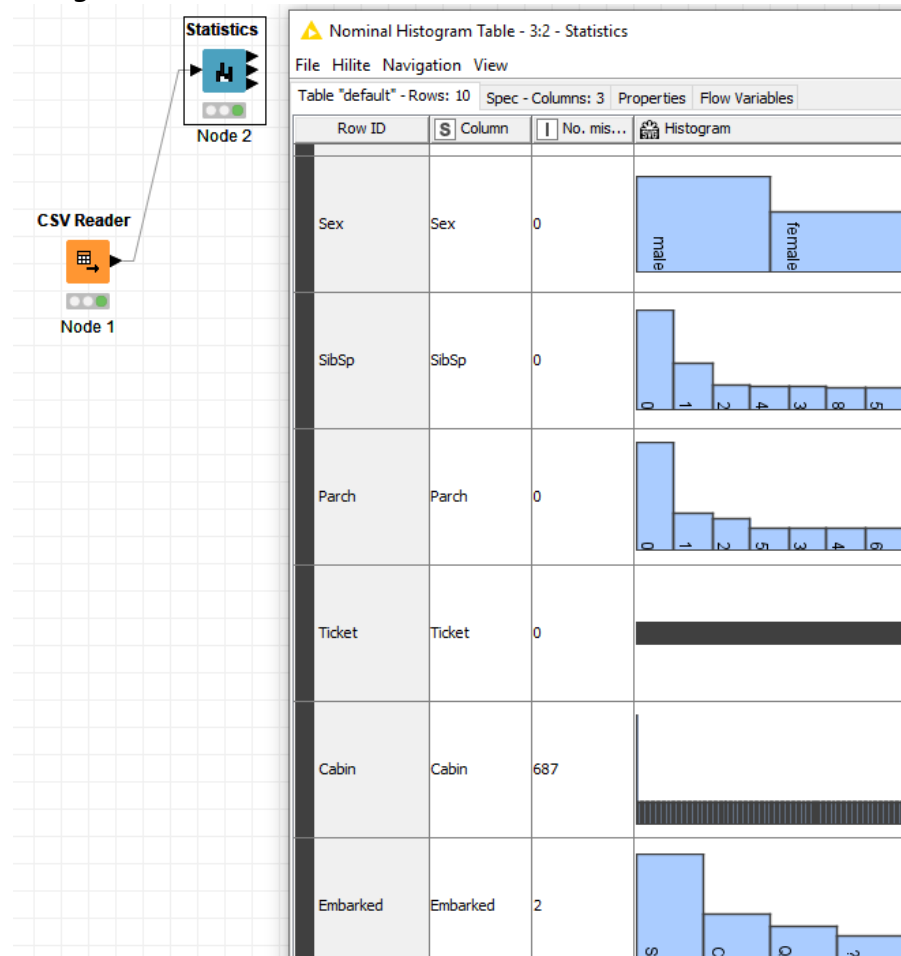 Statistics
Node 2
CSV Reader
Node 1
Nominal Histogram Table - 3:2 - Statistics
File Hilite Navigation View
Table "default" - Rows: 10 Spec - Columns: 3 Properties Flow Variables
Row ID S Column I No. mis... Histogram
Sex Sex 0 male female
SibSp SibSp 0 0 1 2 4 3 8 5
Parch Parch 0 0 1 2 5 3 4 6
Ticket Ticket 0
Cabin Cabin 687
Embarked Embarked 2 S C Q ?